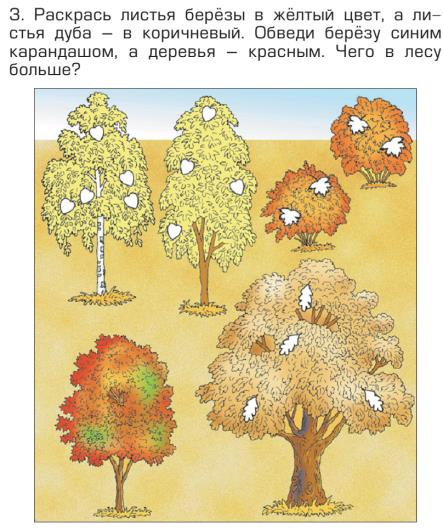 3. Раскрась листья берёзы в жёлтый цвет, а ли-
стья дуба – в коричневый. Обведи берёзу синим
карандашом, а деревья – красным. Чего в лесу
больше?